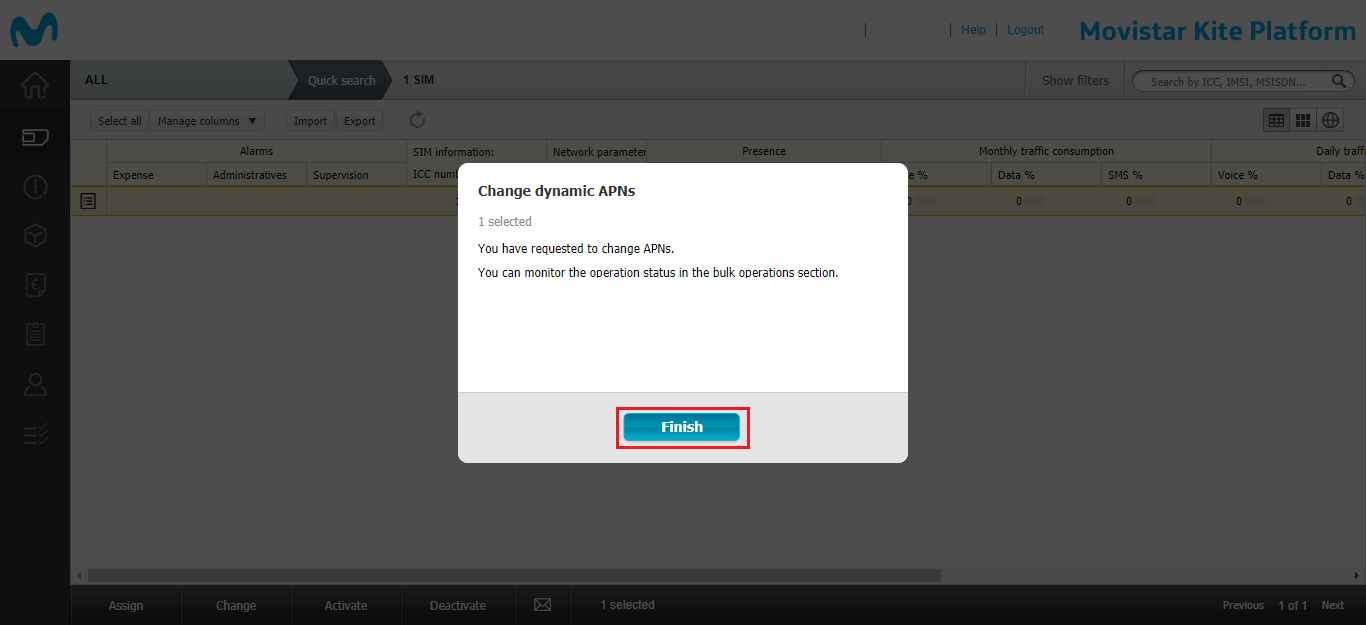 Help
Logout
Movistar Kite Platform
ALL
Quick search
1 SIM
Show filters
Search by ICC, IMSI, MSISDN...
Select all
Manage columns
Import
Export
Alarms
SIM information:
Network parameter
Presence
Monthly traffic consumption
Daily traff
Expense
Administratives
Supervision
ICC num
e %
Data %
SMS %
Voice %
Data %
0
0
0
0
0
Change dynamic APNs
1 selected
You have requested to change APNs.
You can monitor the operation status in the bulk operations section.
Finish
Assign
Change
Activate
Deactivate
1 selected
Previous
1 of 1
Next